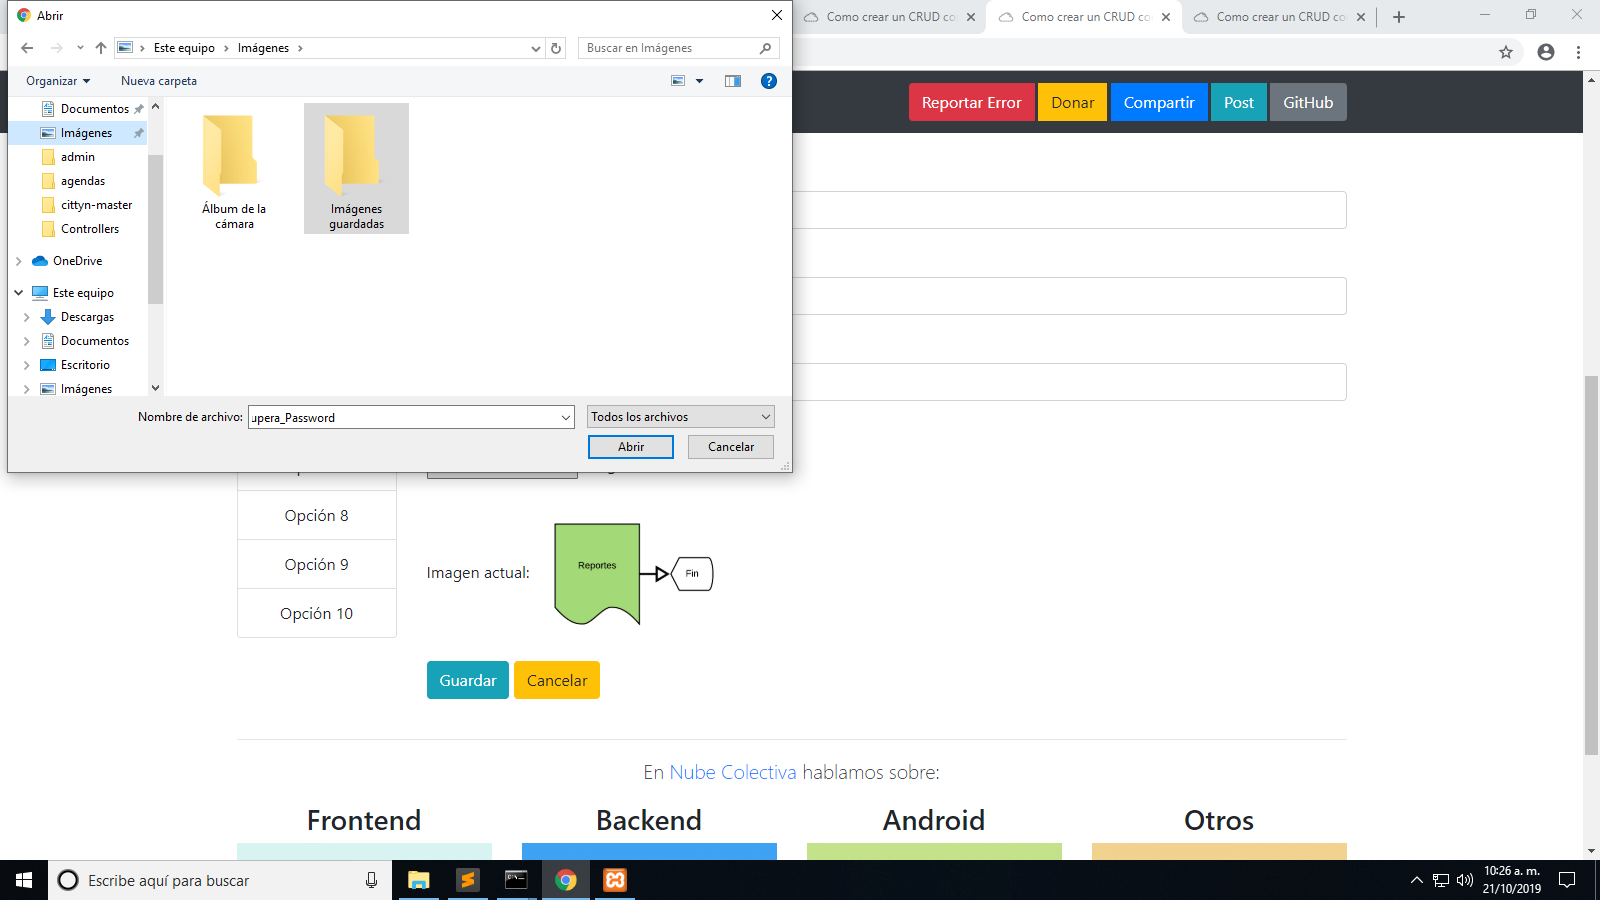 Abrir
Como crear un CRUD co
Como crear un CRUD co
Como crear un CRUD co
Este equipo
Imágenes
Buscar en Imágenes
Organizar
Nueva carpeta
Documentos
Imágenes
admin
agendas
cittyn-master
Controllers
OneDrive
Este equipo
Descargas
Documentos
Escritorio
Imágenes
Álbum de la
cámara
Imágenes
guardadas
Nombre de archivo:
upera_Password
Todos los archivos
Abrir
Cancelar
Reportar Error
Donar
Compartir
Post
GitHub
Opción 8
Opción 9
Opción 10
Imagen actual:
Reportes
Fin
Guardar
Cancelar
En Nube Colectiva hablamos sobre:
Frontend
Backend
Android
Otros
Escribe aquí para buscar
10:26 a. m.
21/10/2019